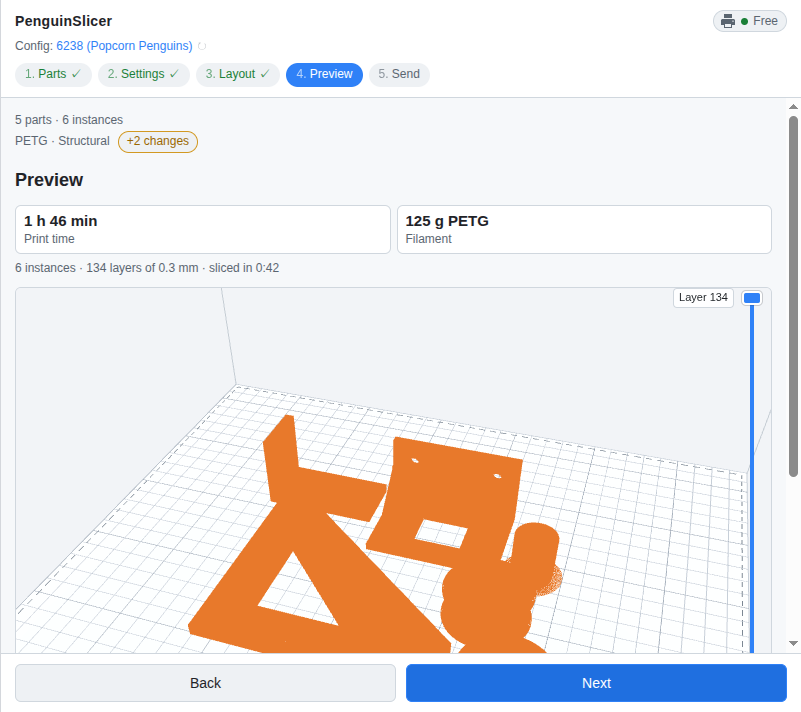 PenguinSlicer
Free
Config: 6238 (Popcorn Penguins)
1. Parts ✓
2. Settings ✓
3. Layout ✓
4. Preview
5. Send
5 parts · 6 instances
PETG · Structural
+2 changes
Preview
1 h 46 min
Print time
125 g PETG
Filament
6 instances · 134 layers of 0.3 mm · sliced in 0:42
Layer 134
Back
Next